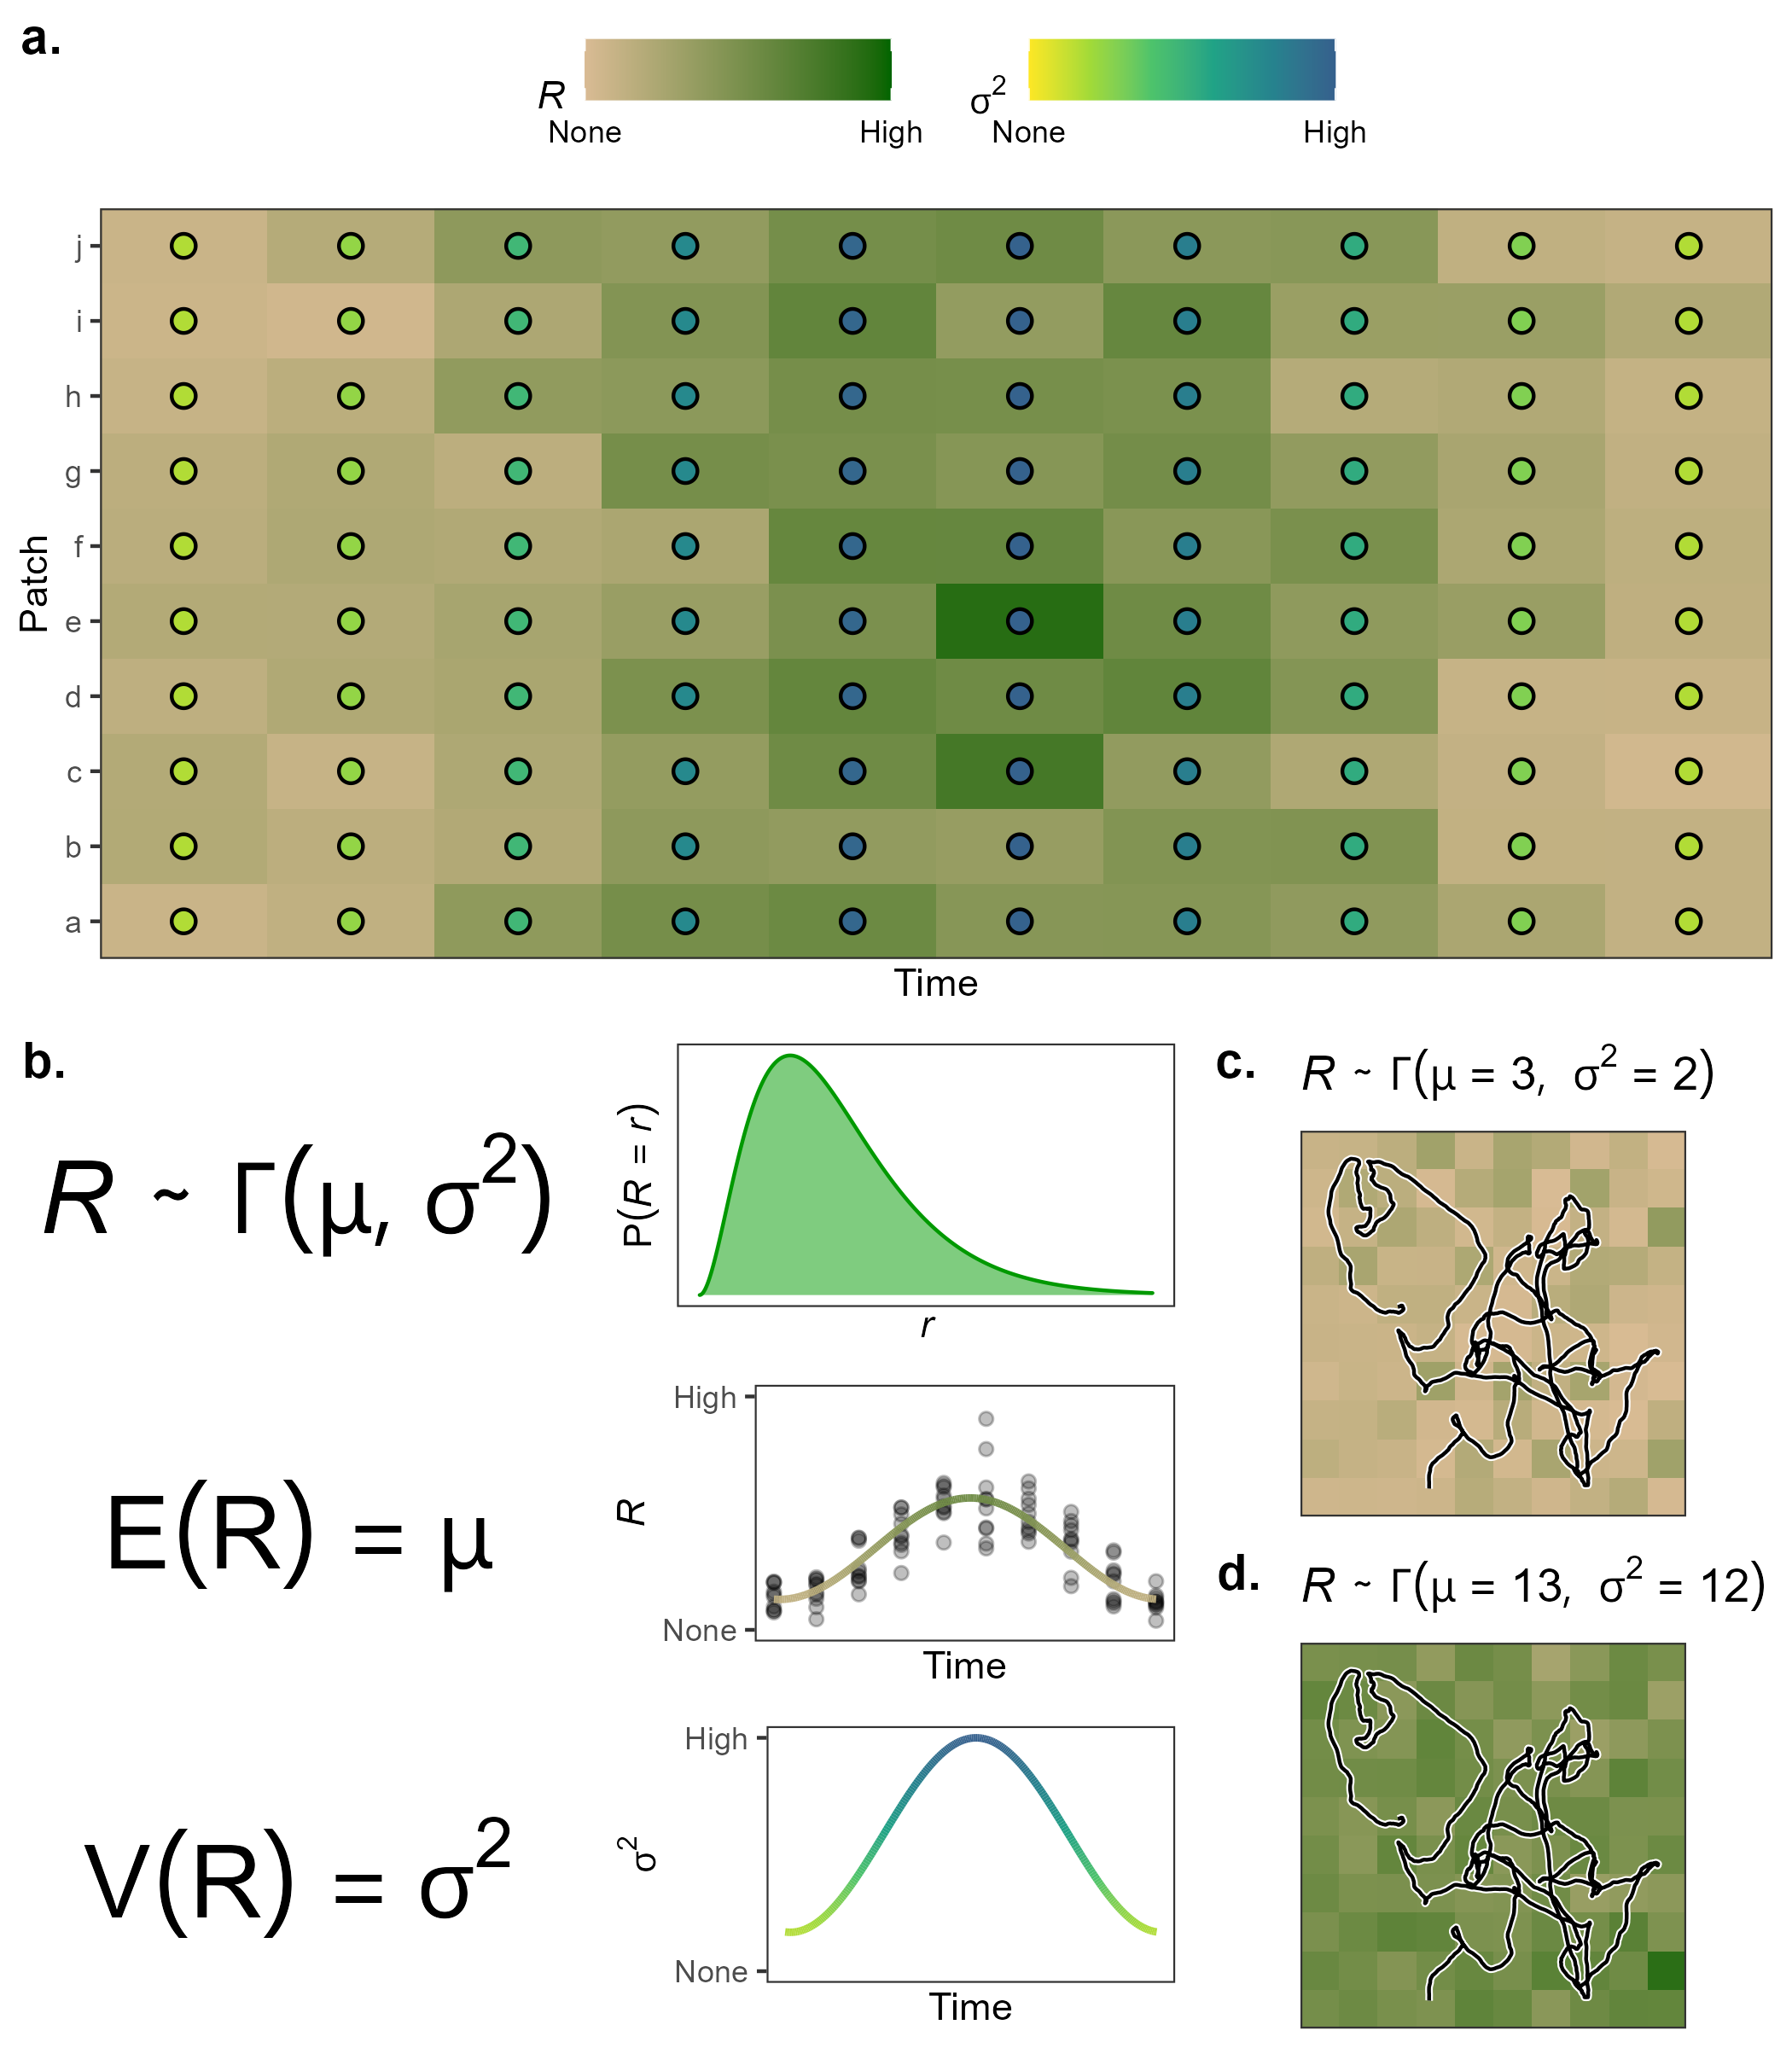 a.
R
None High
σ²
None High
Patch
j
i
h
g
f
e
d
c
b
a
Time
b.
R ~ Γ(μ, σ²)
P(R = r)
r
E(R) = μ
R
High
None
Time
V(R) = σ²
σ²
High
None
Time
c.
R ~ Γ(μ = 3, σ² = 2)
d.
R ~ Γ(μ = 13, σ² = 12)